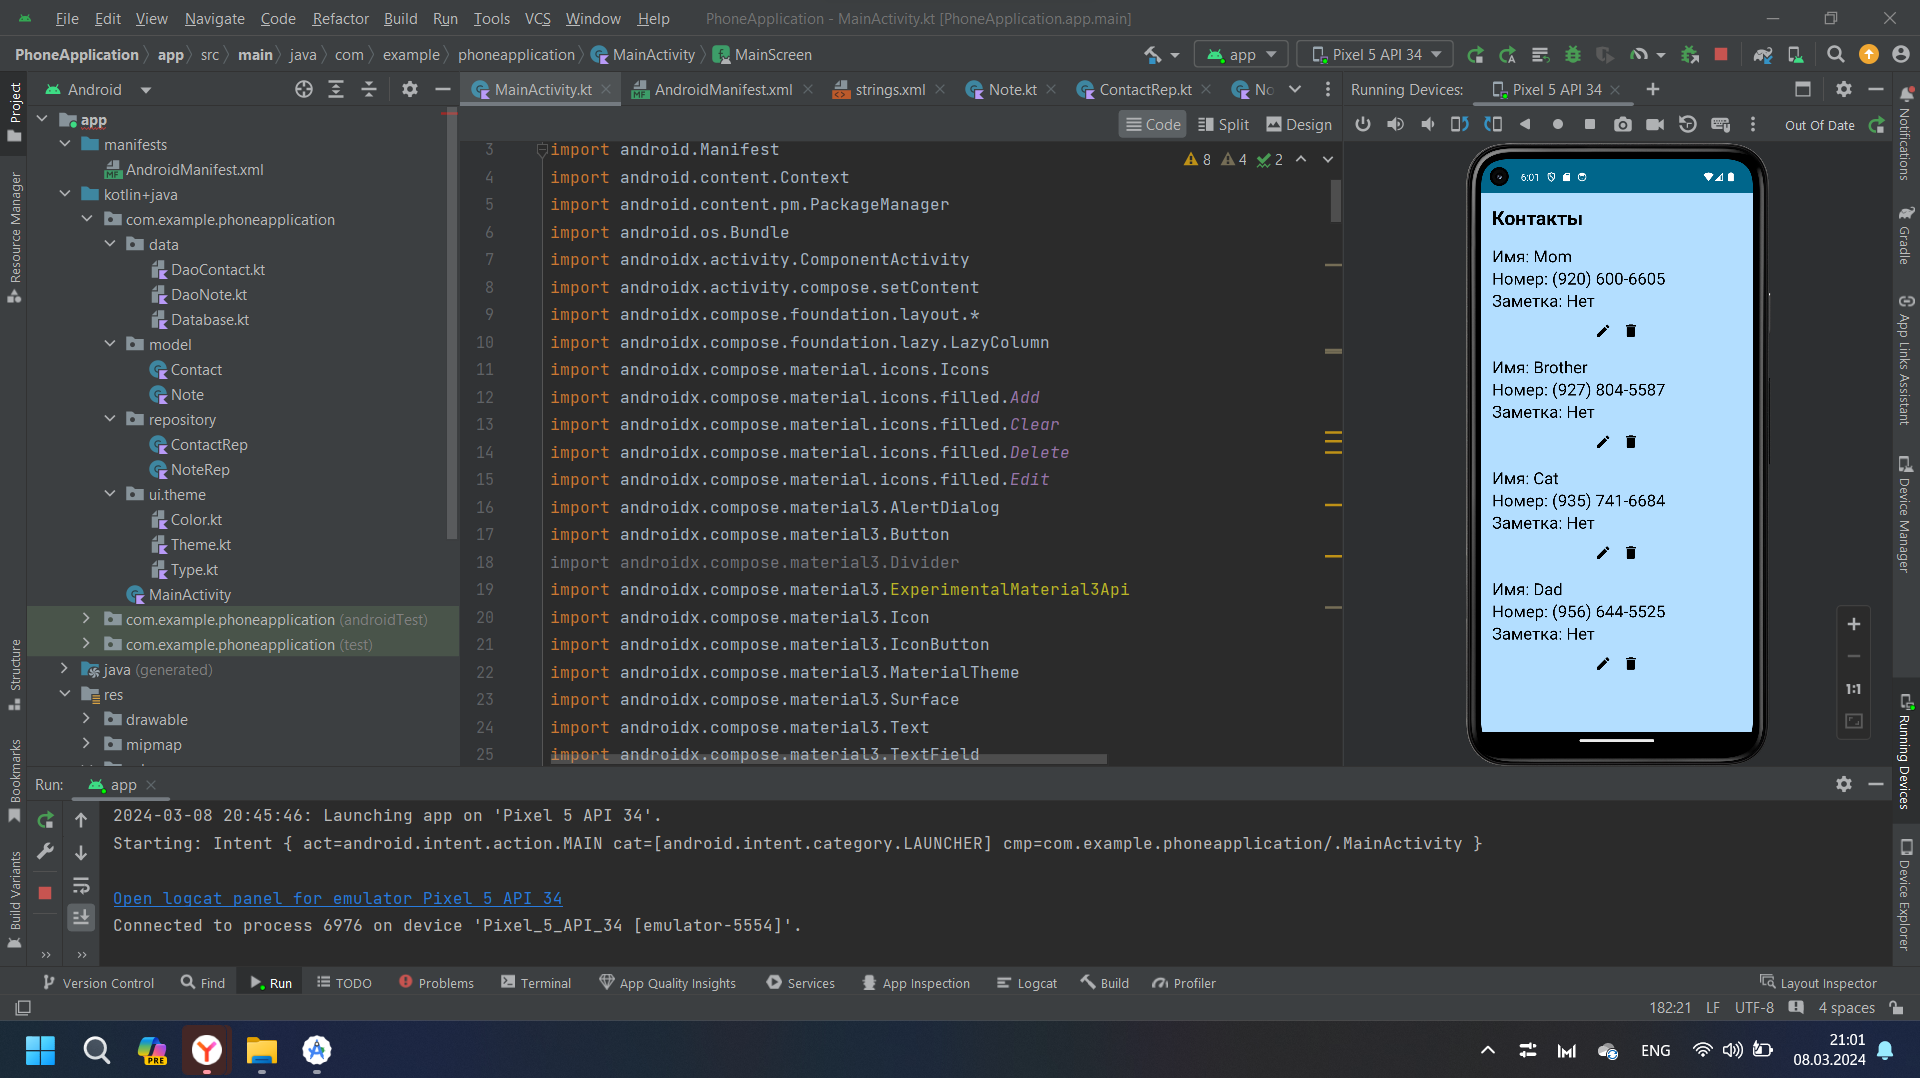 File Edit View Navigate Code Refactor Build Run Tools VCS Window Help PhoneApplication - MainActivity.kt [PhoneApplication.app.main]
PhoneApplication app src main java com example phoneapplication MainActivity MainScreen app Pixel 5 API 34
Project
Resource Manager
Structure
Bookmarks
Build Variants
Android
app
manifests
AndroidManifest.xml
kotlin+java
com.example.phoneapplication
data
DaoContact.kt
DaoNote.kt
Database.kt
model
Contact
Note
repository
ContactRep
NoteRep
ui.theme
Color.kt
Theme.kt
Type.kt
MainActivity
com.example.phoneapplication (androidTest)
com.example.phoneapplication (test)
java (generated)
res
drawable
mipmap
MainActivity.kt AndroidManifest.xml strings.xml Note.kt ContactRep.kt No
Code Split Design
8 4 2
3 import android.Manifest
4 import android.content.Context
5 import android.content.pm.PackageManager
6 import android.os.Bundle
7 import androidx.activity.ComponentActivity
8 import androidx.activity.compose.setContent
9 import androidx.compose.foundation.layout.*
10 import androidx.compose.foundation.lazy.LazyColumn
11 import androidx.compose.material.icons.Icons
12 import androidx.compose.material.icons.filled.Add
13 import androidx.compose.material.icons.filled.Clear
14 import androidx.compose.material.icons.filled.Delete
15 import androidx.compose.material.icons.filled.Edit
16 import androidx.compose.material3.AlertDialog
17 import androidx.compose.material3.Button
18 import androidx.compose.material3.Divider
19 import androidx.compose.material3.ExperimentalMaterial3Api
20 import androidx.compose.material3.Icon
21 import androidx.compose.material3.IconButton
22 import androidx.compose.material3.MaterialTheme
23 import androidx.compose.material3.Surface
24 import androidx.compose.material3.Text
25 import androidx.compose.material3.TextField
Running Devices: Pixel 5 API 34
Out Of Date
6:01
Контакты
Имя: Mom
Номер: (920) 600-6605
Заметка: Нет
Имя: Brother
Номер: (927) 804-5587
Заметка: Нет
Имя: Cat
Номер: (935) 741-6684
Заметка: Нет
Имя: Dad
Номер: (956) 644-5525
Заметка: Нет
1:1
Notifications
Gradle
App Links Assistant
Device Manager
Running Devices
Device Explorer
Run: app
2024-03-08 20:45:46: Launching app on 'Pixel 5 API 34'.
Starting: Intent { act=android.intent.action.MAIN cat=[android.intent.category.LAUNCHER] cmp=com.example.phoneapplication/.MainActivity }
Open logcat panel for emulator Pixel 5 API 34
Connected to process 6976 on device 'Pixel_5_API_34 [emulator-5554]'.
Version Control Find Run TODO Problems Terminal App Quality Insights Services App Inspection Logcat Build Profiler Layout Inspector
182:21 LF UTF-8 4 spaces
PRE
ENG
21:01
08.03.2024